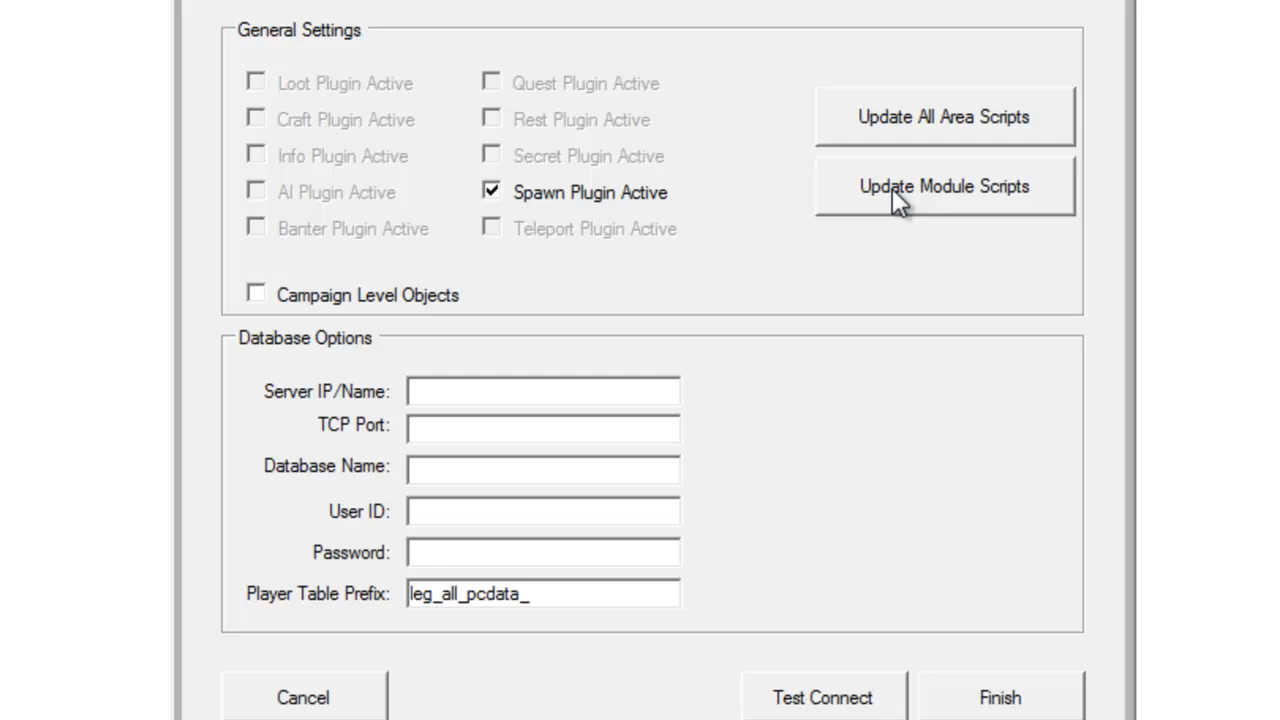 General Settings
Loot Plugin Active
Quest Plugin Active
Craft Plugin Active
Rest Plugin Active
Update All Area Scripts
Info Plugin Active
Secret Plugin Active
AI Plugin Active
Spawn Plugin Active
Update Module Scripts
Banter Plugin Active
Teleport Plugin Active
Campaign Level Objects
Database Options
Server IP/Name:
TCP Port:
Database Name:
User ID:
Password:
Player Table Prefix: leg_all_pcdata_
Cancel
Test Connect
Finish